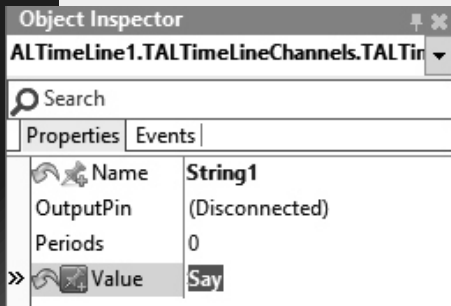 Object Inspector
ALTimeLine1.TALTimeLineChannels.TALTin
Search
Properties Events
Name String1
OutputPin (Disconnected)
Periods 0
Value Say